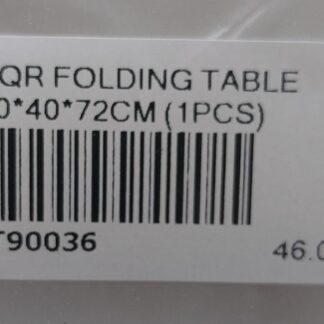 QR FOLDING TABLE
0*40*72CM (1PCS)
T90036
46.0